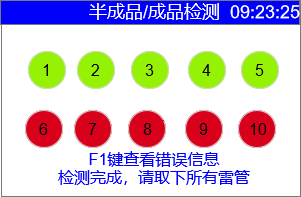 半成品/成品检测 09:23:25
1 2 3 4 5
6 7 8 9 10
F1键查看错误信息
检测完成，请取下所有雷管